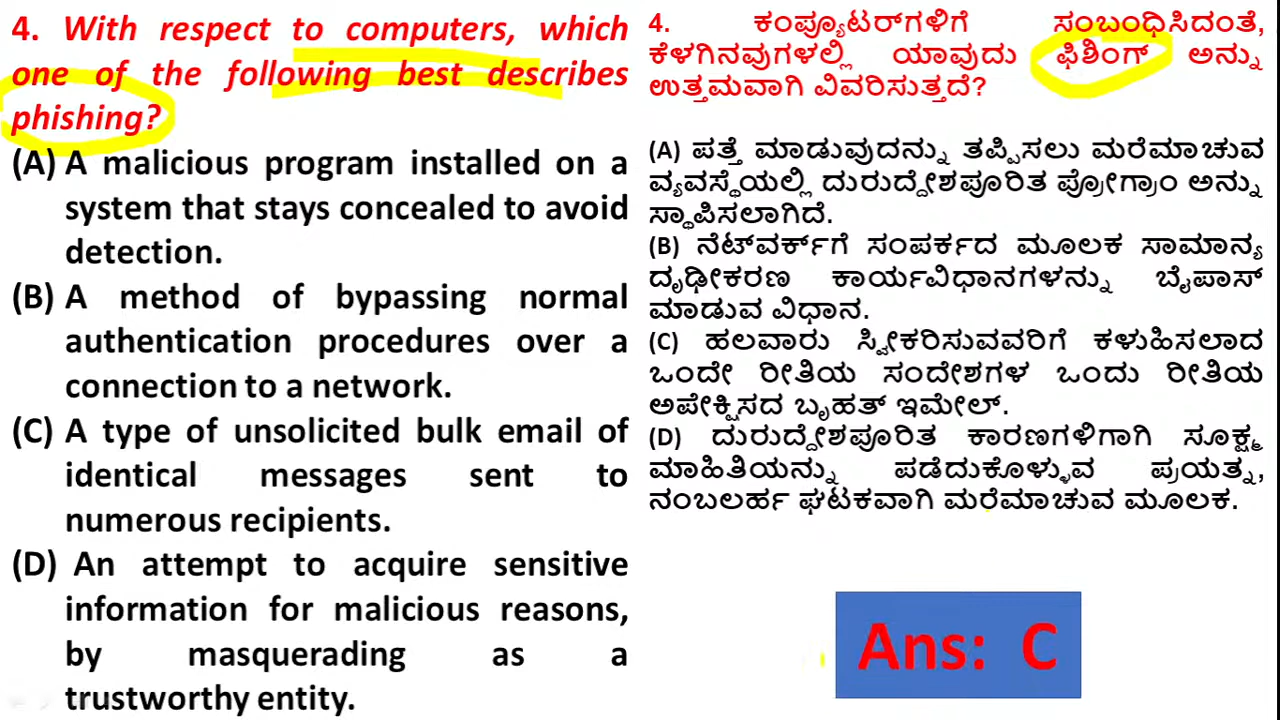 4. With respect to computers, which
one of the following best describes
phishing?
(A) A malicious program installed on a
system that stays concealed to avoid
detection.
(B) A method of bypassing normal
authentication procedures over a
connection to a network.
(C) A type of unsolicited bulk email of
identical messages sent to
numerous recipients.
(D) An attempt to acquire sensitive
information for malicious reasons,
by masquerading as a
trustworthy entity.
4. ಕಂಪ್ಯೂಟರ್‌ಗಳಿಗೆ ಸಂಬಂಧಿಸಿದಂತೆ,
ಕೆಳಗಿನವುಗಳಲ್ಲಿ ಯಾವುದು ಫಿಶಿಂಗ್ ಅನ್ನು
ಉತ್ತಮವಾಗಿ ವಿವರಿಸುತ್ತದೆ?
(A) ಪತ್ತೆ ಮಾಡುವುದನ್ನು ತಪ್ಪಿಸಲು ಮರೆಮಾಚುವ
ವ್ಯವಸ್ಥೆಯಲ್ಲಿ ದುರುದ್ದೇಶಪೂರಿತ ಪ್ರೋಗ್ರಾಂ ಅನ್ನು
ಸ್ಥಾಪಿಸಲಾಗಿದೆ.
(B) ನೆಟ್‌ವರ್ಕ್‌ಗೆ ಸಂಪರ್ಕದ ಮೂಲಕ ಸಾಮಾನ್ಯ
ದೃಢೀಕರಣ ಕಾರ್ಯವಿಧಾನಗಳನ್ನು ಬೈಪಾಸ್
ಮಾಡುವ ವಿಧಾನ.
(C) ಹಲವಾರು ಸ್ವೀಕರಿಸುವವರಿಗೆ ಕಳುಹಿಸಲಾದ
ಒಂದೇ ರೀತಿಯ ಸಂದೇಶಗಳ ಒಂದು ರೀತಿಯ
ಅಪೇಕ್ಷಿಸದ ಬೃಹತ್ ಇಮೇಲ್.
(D) ದುರುದ್ದೇಶಪೂರಿತ ಕಾರಣಗಳಿಗಾಗಿ ಸೂಕ್ಷ್ಮ
ಮಾಹಿತಿಯನ್ನು ಪಡೆದುಕೊಳ್ಳುವ ಪ್ರಯತ್ನ,
ನಂಬಲರ್ಹ ಘಟಕವಾಗಿ ಮರೆಮಾಚುವ ಮೂಲಕ.
Ans: C